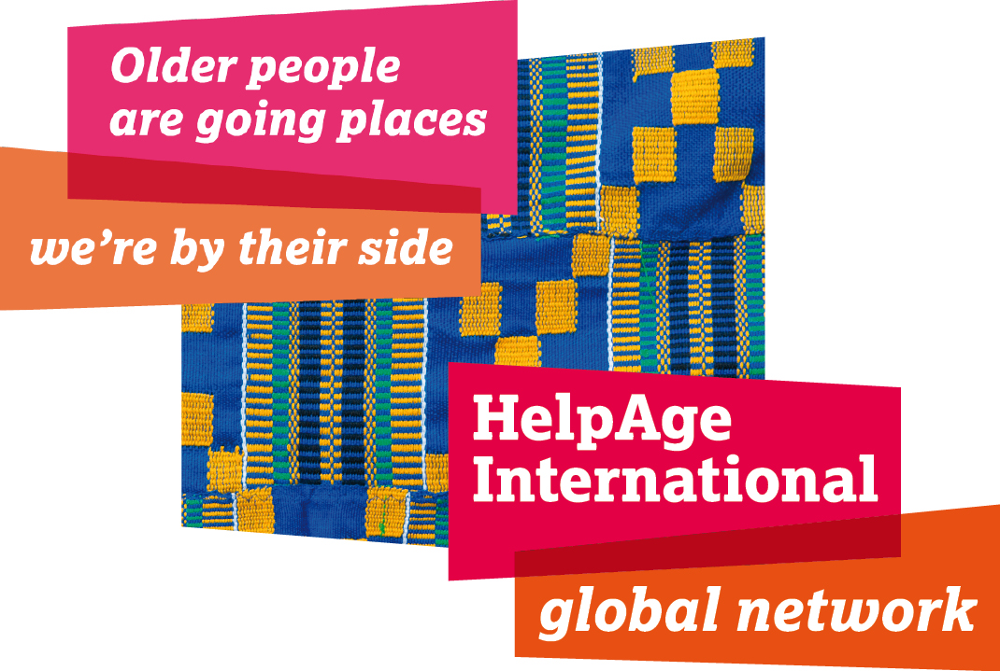 Older people
are going places
we’re by their side
HelpAge
International
global network